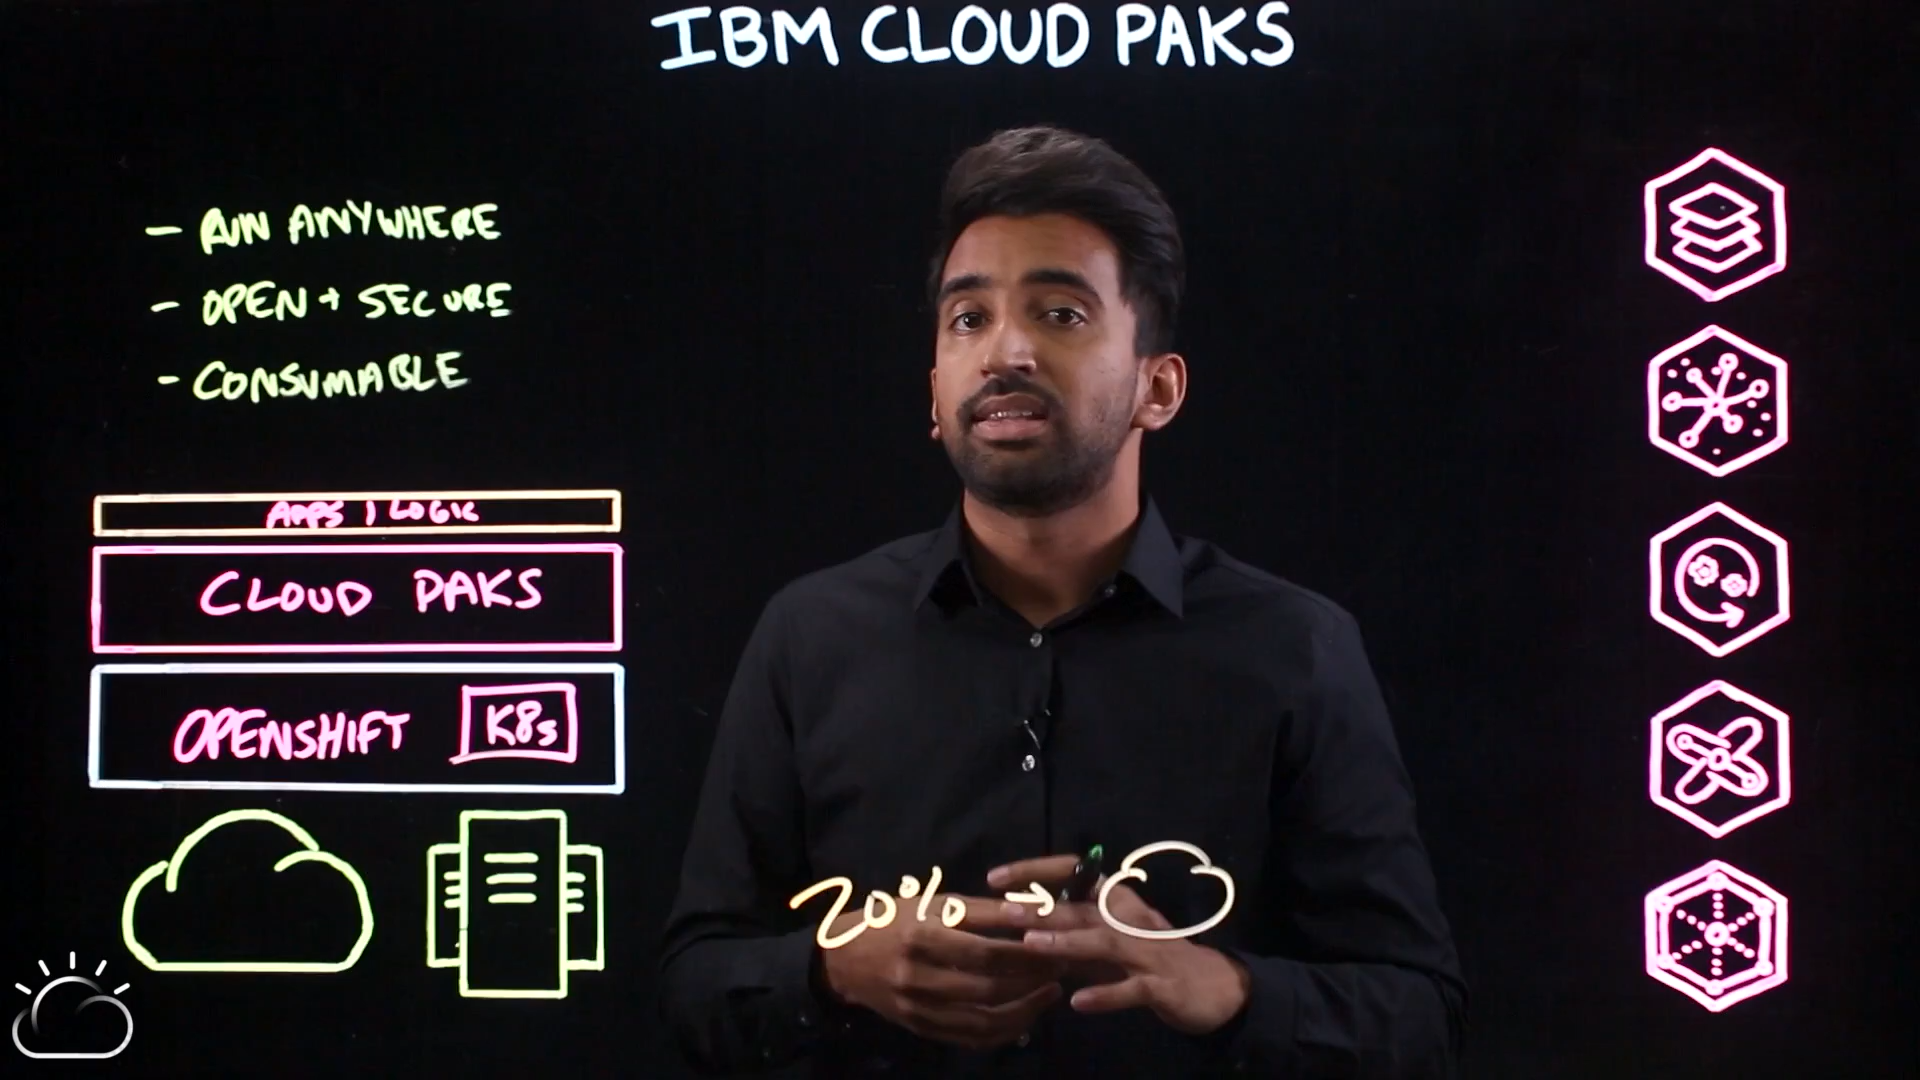 IBM CLOUD PAKS
- RUN ANYWHERE
- OPEN + SECURE
- CONSUMABLE
APPS / LOGIC
CLOUD PAKS
OPENSHIFT K8s
20% →